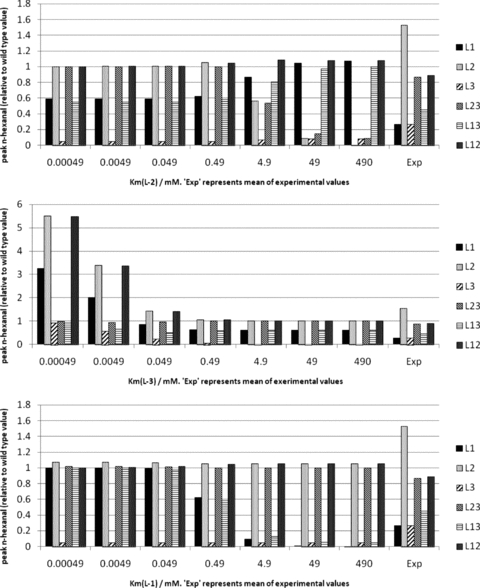 peak n-hexanal (relative to wild type value)
1.8
1.6
1.4
1.2
1
0.8
0.6
0.4
0.2
0
0.00049 0.0049 0.049 0.49 4.9 49 490 Exp
Km(L-2) / mM. 'Exp' represents mean of experimental values
L1
L2
L3
L23
L13
L12
peak n-hexanal (relative to wild type value)
6
5
4
3
2
1
0
0.00049 0.0049 0.049 0.49 4.9 49 490 Exp
Km(L-3) / mM. 'Exp' represents mean of experimental values
L1
L2
L3
L23
L13
L12
peak n-hexanal (relative to wild type value)
1.8
1.6
1.4
1.2
1
0.8
0.6
0.4
0.2
0
0.00049 0.0049 0.049 0.49 4.9 49 490 Exp
Km(L-1) / mM. 'Exp' represents mean of experimental values
L1
L2
L3
L23
L13
L12